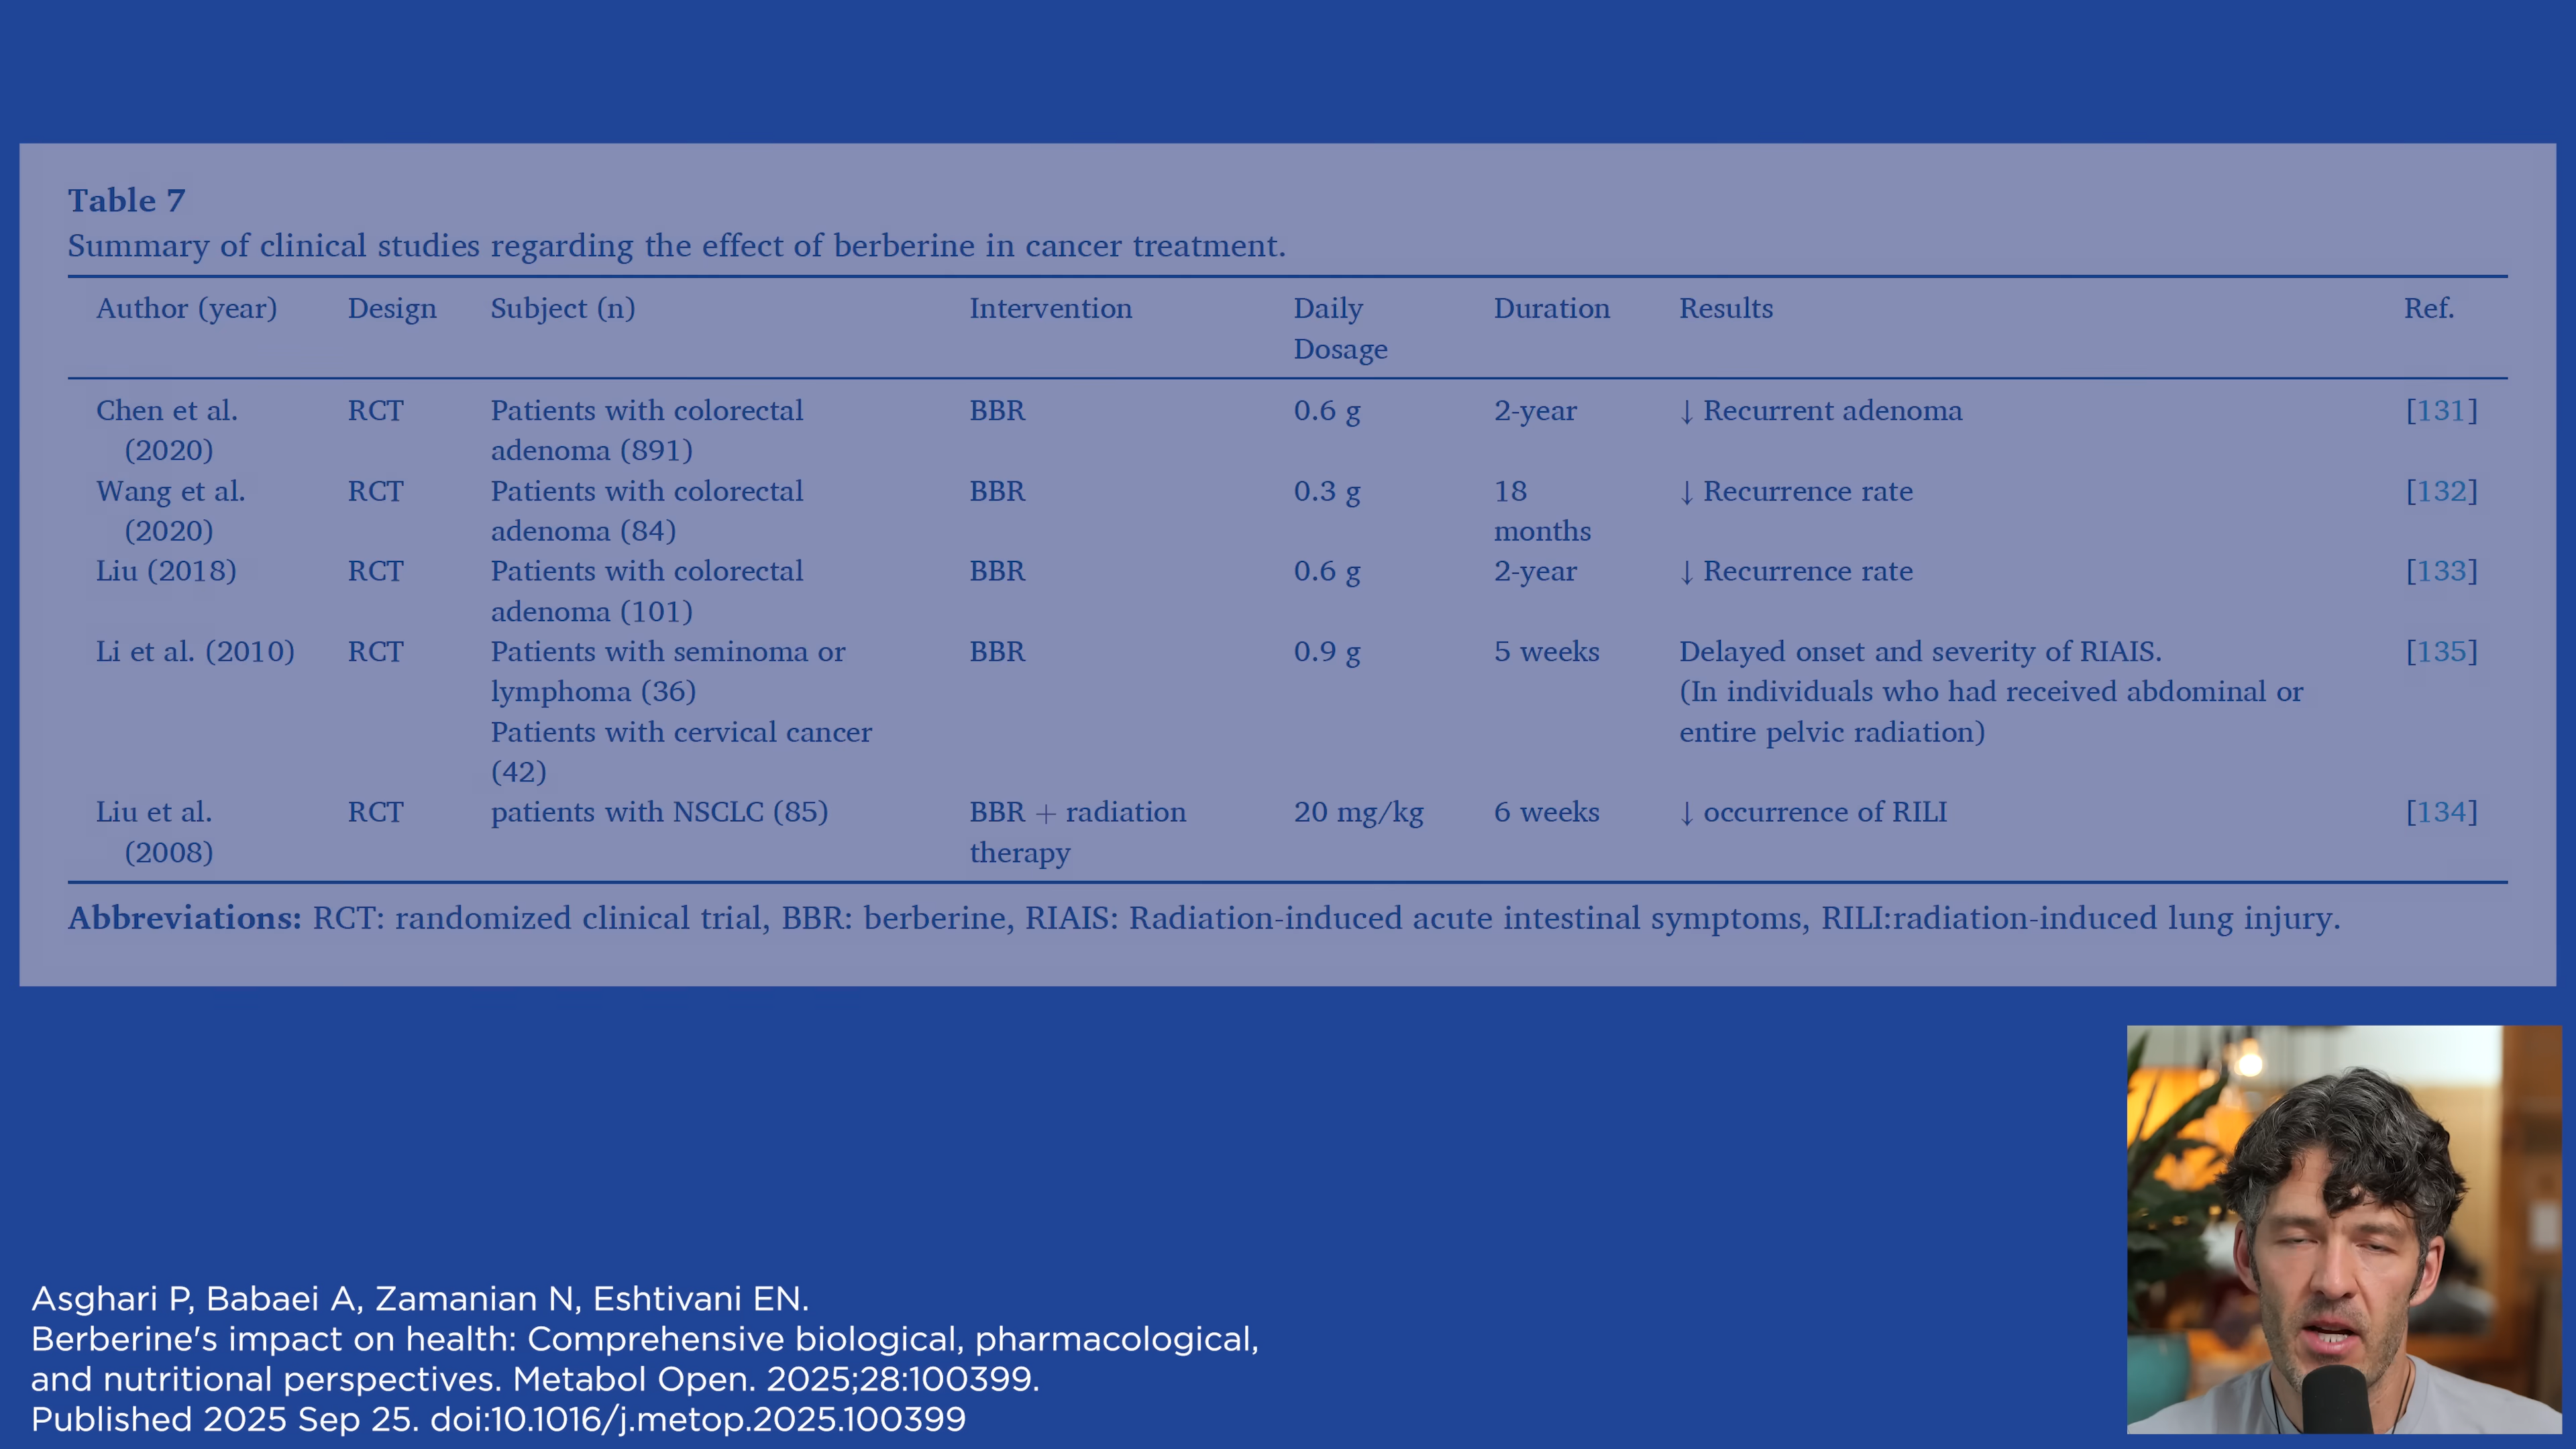 Table 7
Summary of clinical studies regarding the effect of berberine in cancer treatment.
Author (year) Design Subject (n) Intervention Daily Dosage Duration Results Ref.
Chen et al. (2020) RCT Patients with colorectal adenoma (891) BBR 0.6 g 2-year ↓ Recurrent adenoma [131]
Wang et al. (2020) RCT Patients with colorectal adenoma (84) BBR 0.3 g 18 months ↓ Recurrence rate [132]
Liu (2018) RCT Patients with colorectal adenoma (101) BBR 0.6 g 2-year ↓ Recurrence rate [133]
Li et al. (2010) RCT Patients with seminoma or lymphoma (36) Patients with cervical cancer (42) BBR 0.9 g 5 weeks Delayed onset and severity of RIAIS. (In individuals who had received abdominal or entire pelvic radiation) [135]
Liu et al. (2008) RCT patients with NSCLC (85) BBR + radiation therapy 20 mg/kg 6 weeks ↓ occurrence of RILI [134]
Abbreviations: RCT: randomized clinical trial, BBR: berberine, RIAIS: Radiation-induced acute intestinal symptoms, RILI:radiation-induced lung injury.
Asghari P, Babaei A, Zamanian N, Eshtivani EN.
Berberine's impact on health: Comprehensive biological, pharmacological,
and nutritional perspectives. Metabol Open. 2025;28:100399.
Published 2025 Sep 25. doi:10.1016/j.metop.2025.100399